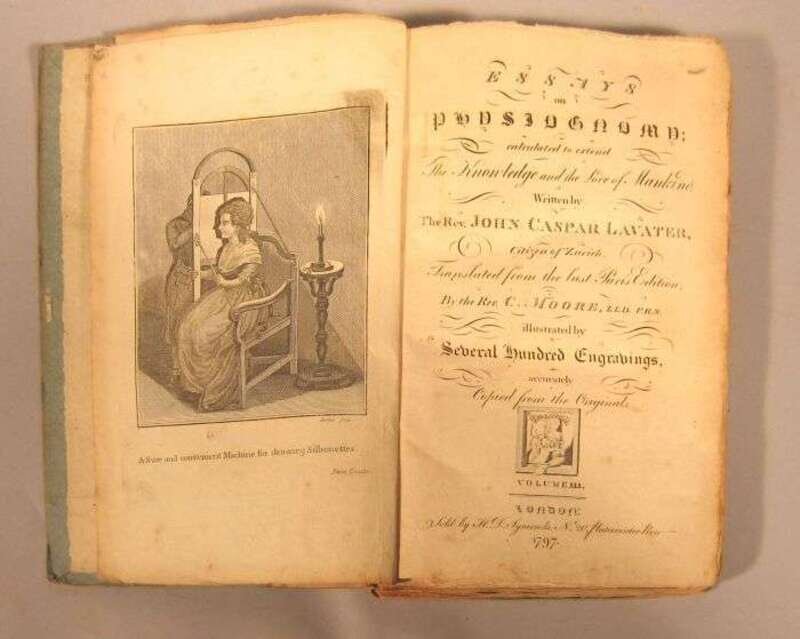 A Sure and convenient Machine for drawing Silhouettes
ESSAYS
on
PHYSIOGNOMY;
calculated to extend
The Knowledge and the Love of Mankind
Written by
The Rev. JOHN CASPAR LAVATER,
Citizen of Zurich.
Translated from the last Paris Edition,
By the Rev. C. MOORE, L.L.D. F.R.S.
illustrated by
Several Hundred Engravings,
accurately
Copied from the Originals.
VOLUME III.
LONDON:
Sold by H. D. Symonds, No. 20, Paternoster Row
1797.